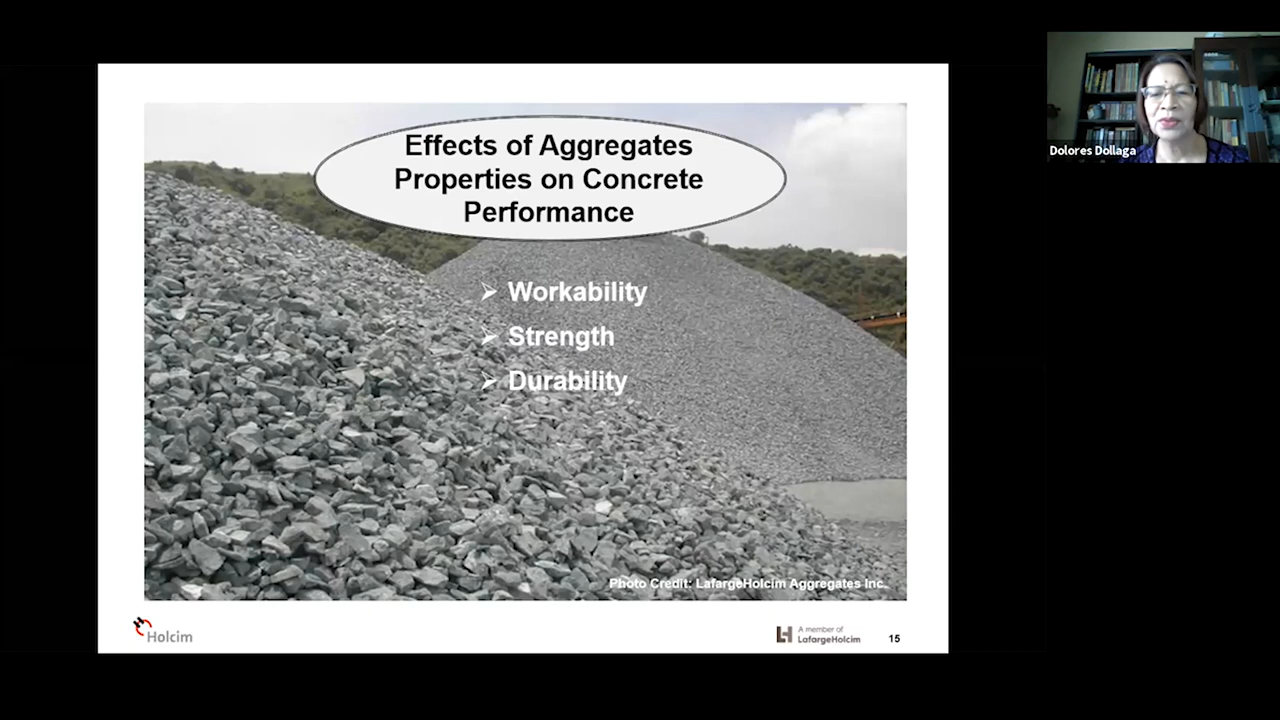 Effects of Aggregates
Properties on Concrete
Performance
➢ Workability
➢ Strength
➢ Durability
Photo Credit: LafargeHolcim Aggregates Inc.
Holcim
A member of
LafargeHolcim
15
Dolores Dollaga